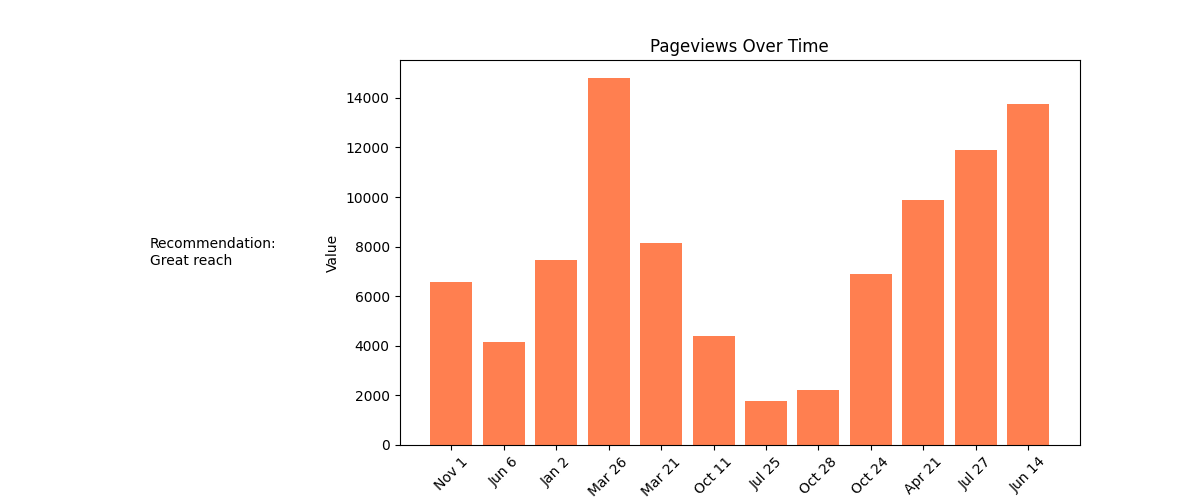 Pageviews Over Time
14000
12000
10000
8000
6000
4000
2000
0
Value
Recommendation:
Great reach
Nov 1
Jun 6
Jan 2
Mar 26
Mar 21
Oct 11
Jul 25
Oct 28
Oct 24
Apr 21
Jul 27
Jun 14